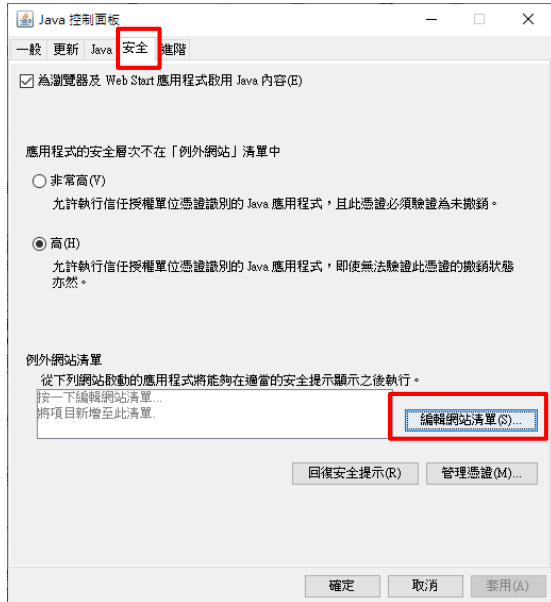 Java 控制面板
一般 更新 Java 安全 進階
為瀏覽器及 Web Start 應用程式啟用 Java 內容(E)
應用程式的安全層次不在「例外網站」清單中
非常高(V)
允許執行信任授權單位憑證識別的 Java 應用程式，且此憑證必須驗證為未撤銷。
高(H)
允許執行信任授權單位憑證識別的 Java 應用程式，即使無法驗證此憑證的撤銷狀態
亦然。
例外網站清單
從下列網站啟動的應用程式將能夠在適當的安全提示顯示之後執行。
按一下編輯網站清單...
將項目新增至此清單.
編輯網站清單(S)...
回復安全提示(R) 管理憑證(M)...
確定 取消 套用(A)